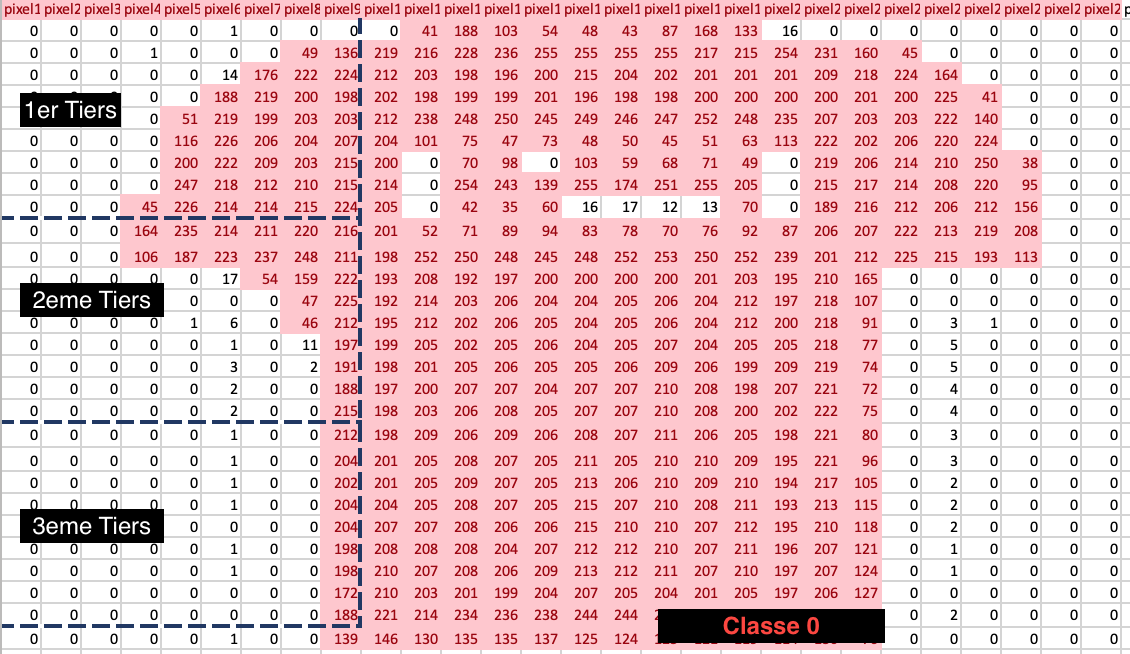 pixel1 pixel2 pixel3 pixel4 pixel5 pixel6 pixel7 pixel8 pixel9 pixel1 pixel1 pixel1 pixel1 pixel1 pixel1 pixel1 pixel1 pixel1 pixel1 pixel2 pixel2 pixel2 pixel2 pixel2 pixel2 pixel2 pixel2 pixel2 p
0 0 0 0 0 1 0 0 0 0 41 188 103 54 48 43 87 168 133 16 0 0 0 0 0 0 0 0
0 0 0 1 0 0 0 49 136 219 216 228 236 255 255 255 255 217 215 254 231 160 45 0 0 0 0 0
0 0 0 0 0 14 176 222 224 212 203 198 196 200 215 204 202 201 201 201 209 218 224 164 0 0 0 0
0 0 188 219 200 198 202 198 199 199 201 196 198 198 200 200 200 200 201 200 225 41 0 0 0
1er Tiers
0 51 219 199 203 203 212 238 248 250 245 249 246 247 252 248 235 207 203 203 222 140 0 0 0
0 0 0 0 116 226 206 204 207 204 101 75 47 73 48 50 45 51 63 113 222 202 206 220 224 0 0 0
0 0 0 0 200 222 209 203 215 200 0 70 98 0 103 59 68 71 49 0 219 206 214 210 250 38 0 0
0 0 0 0 247 218 212 210 215 214 0 254 243 139 255 174 251 255 205 0 215 217 214 208 220 95 0 0
0 0 0 45 226 214 214 215 224 205 0 42 35 60 16 17 12 13 70 0 189 216 212 206 212 156 0 0
0 0 0 164 235 214 211 220 216 201 52 71 89 94 83 78 70 76 92 87 206 207 222 213 219 208 0 0
0 0 0 106 187 223 237 248 211 198 252 250 248 245 248 252 253 250 252 239 201 212 225 215 193 113 0 0
0 0 0 0 0 17 54 159 222 193 208 192 197 200 200 200 200 201 203 195 210 165 0 0 0 0 0 0
2eme Tiers
0 0 0 47 225 192 214 203 206 204 204 204 206 204 212 197 218 107 0 0 0 0 0 0
0 0 0 0 1 6 0 46 212 195 212 202 206 205 204 205 206 204 212 200 218 91 0 3 1 0 0 0
0 0 0 0 0 1 0 11 197 199 205 202 202 206 205 207 204 205 205 205 218 77 0 5 0 0 0 0
0 0 0 0 0 3 0 2 191 198 201 205 206 205 205 206 209 206 199 209 219 74 0 5 0 0 0 0
0 0 0 0 0 2 0 0 188 197 200 207 207 204 207 207 210 208 198 207 221 72 0 4 0 0 0 0
0 0 0 0 0 2 0 0 215 198 203 206 208 205 207 207 210 208 200 202 222 75 0 4 0 0 0 0
0 0 0 0 0 1 0 0 212 198 209 206 209 206 208 207 211 206 205 198 221 80 0 3 0 0 0 0
0 0 0 0 0 1 0 0 204 201 205 208 207 205 211 205 210 210 209 195 221 96 0 3 0 0 0 0
0 0 0 0 0 1 0 0 202 201 205 209 207 205 213 206 210 209 210 194 217 105 0 2 0 0 0 0
0 0 0 0 0 1 0 0 204 204 205 208 207 205 215 207 210 208 211 193 213 115 0 2 0 0 0 0
3eme Tiers
0 0 0 0 204 207 207 208 206 206 215 210 210 207 212 195 210 118 0 2 0 0 0 0
0 0 0 0 0 1 0 0 198 208 208 208 204 207 212 212 210 207 211 196 207 121 0 1 0 0 0 0
0 0 0 0 0 1 0 0 198 210 207 208 206 209 213 212 211 207 210 197 207 124 0 1 0 0 0 0
0 0 0 0 0 0 0 0 172 210 203 201 199 204 207 205 204 205 204 197 206 127 0 0 0 0 0 0
0 0 0 0 0 0 0 0 188 221 214 234 236 238 244 244 0 2 0 0 0 0
Classe 0
0 0 0 0 0 1 0 0 139 146 130 135 135 137 125 124 0 0 0 0 0 0